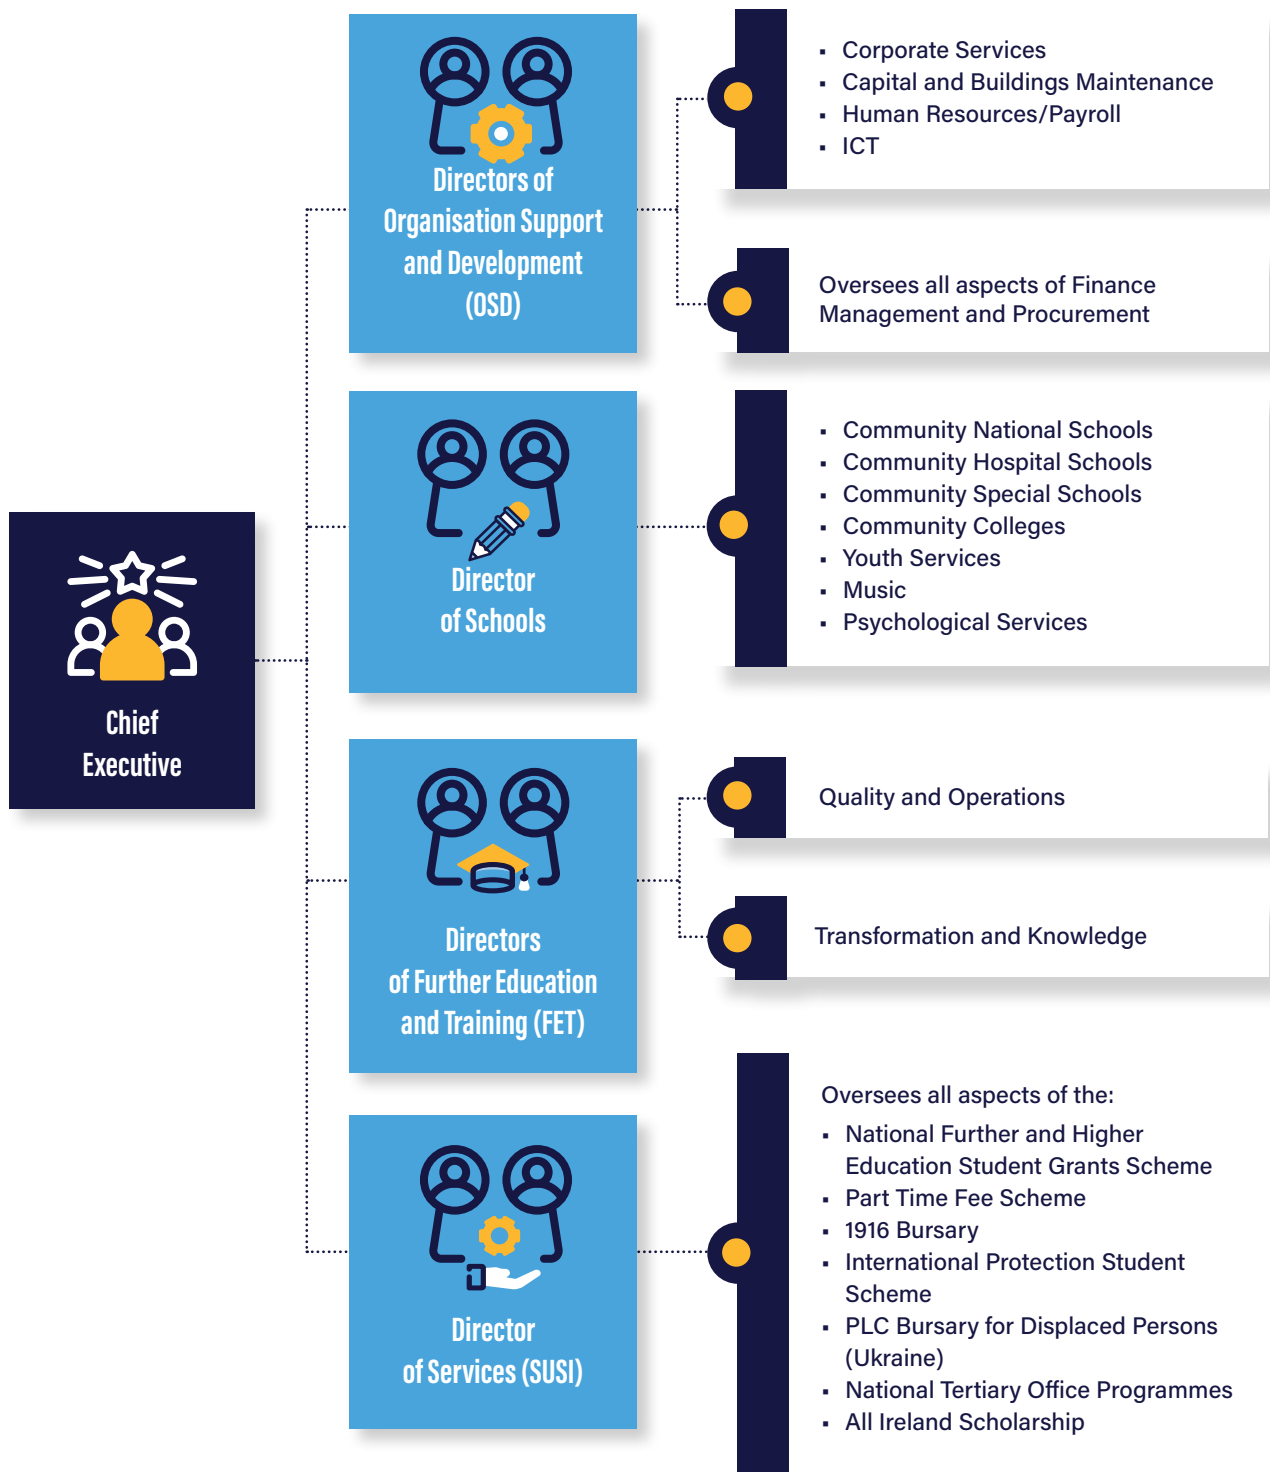 Chief
Executive
Directors of
Organisation Support
and Development
(OSD)
▪ Corporate Services
▪ Capital and Buildings Maintenance
▪ Human Resources/Payroll
▪ ICT
Oversees all aspects of Finance
Management and Procurement
Director
of Schools
▪ Community National Schools
▪ Community Hospital Schools
▪ Community Special Schools
▪ Community Colleges
▪ Youth Services
▪ Music
▪ Psychological Services
Directors
of Further Education
and Training (FET)
Quality and Operations
Transformation and Knowledge
Director
of Services (SUSI)
Oversees all aspects of the:
▪ National Further and Higher
Education Student Grants Scheme
▪ Part Time Fee Scheme
▪ 1916 Bursary
▪ International Protection Student
Scheme
▪ PLC Bursary for Displaced Persons
(Ukraine)
▪ National Tertiary Office Programmes
▪ All Ireland Scholarship